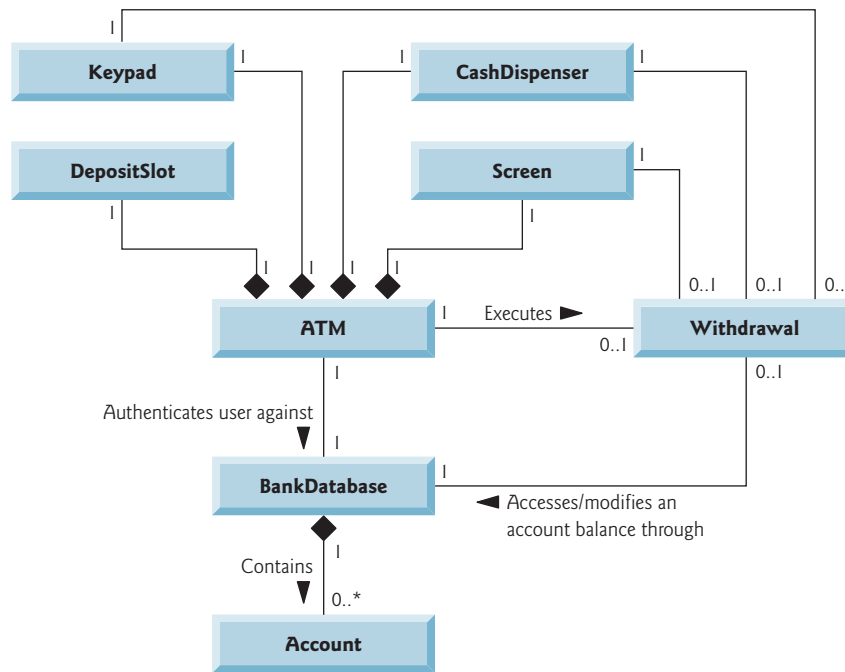 1
1
1
1
Keypad
CashDispenser
DepositSlot
Screen
1
1
1
1
1
1
1
0..1
0..1
0..
ATM
1
Executes
0..1
Withdrawal
1
0..1
Authenticates user against
1
BankDatabase
1
Accesses/modifies an
account balance through
1
Contains
0..*
Account